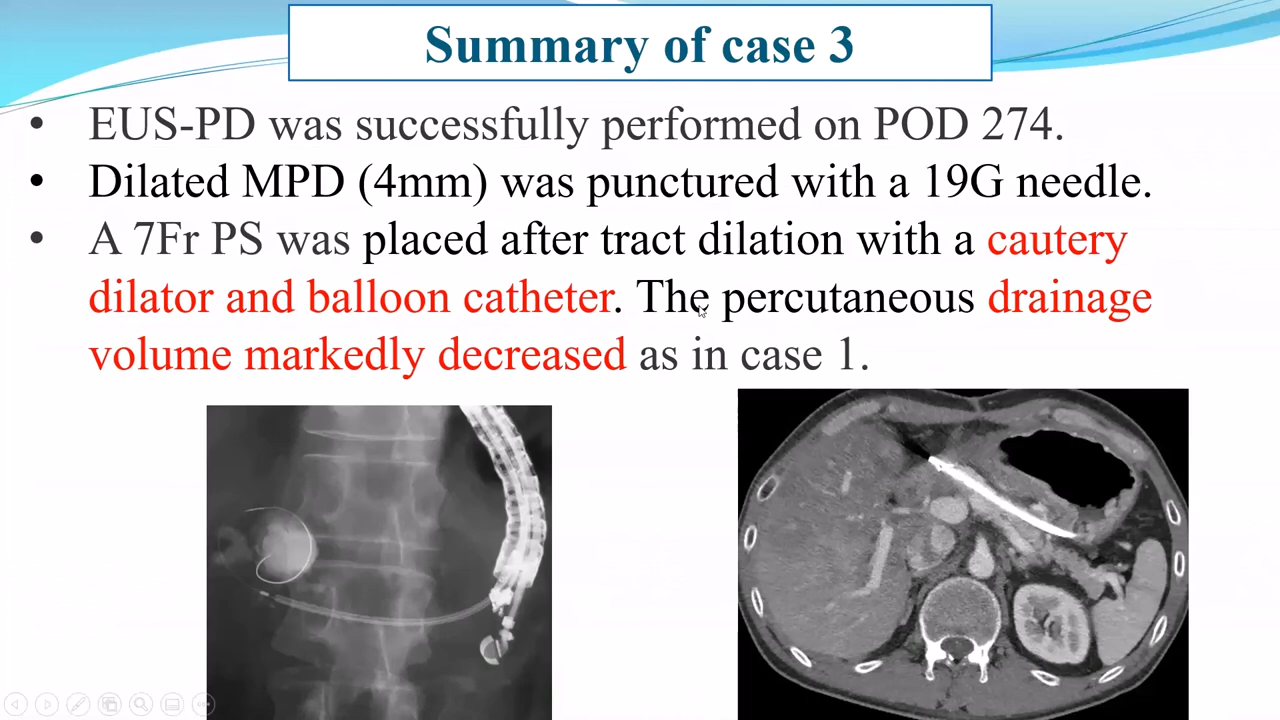 Summary of case 3
• EUS-PD was successfully performed on POD 274.
• Dilated MPD (4mm) was punctured with a 19G needle.
• A 7Fr PS was placed after tract dilation with a cautery
dilator and balloon catheter. The percutaneous drainage
volume markedly decreased as in case 1.